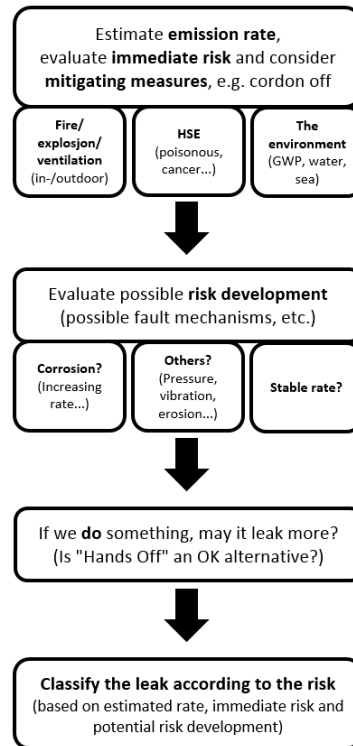 Estimate emission rate,
evaluate immediate risk and consider
mitigating measures, e.g. cordon off
Fire/
explosjon/
ventilation
(in-/outdoor)
HSE
(poisonous,
cancer...)
The
environment
(GWP, water,
sea)
Evaluate possible risk development
(possible fault mechanisms, etc.)
Corrosion?
(Increasing
rate...)
Others?
(Pressure,
vibration,
erosion...)
Stable rate?
If we do something, may it leak more?
(Is "Hands Off" an OK alternative?)
Classify the leak according to the risk
(based on estimated rate, immediate risk and
potential risk development)